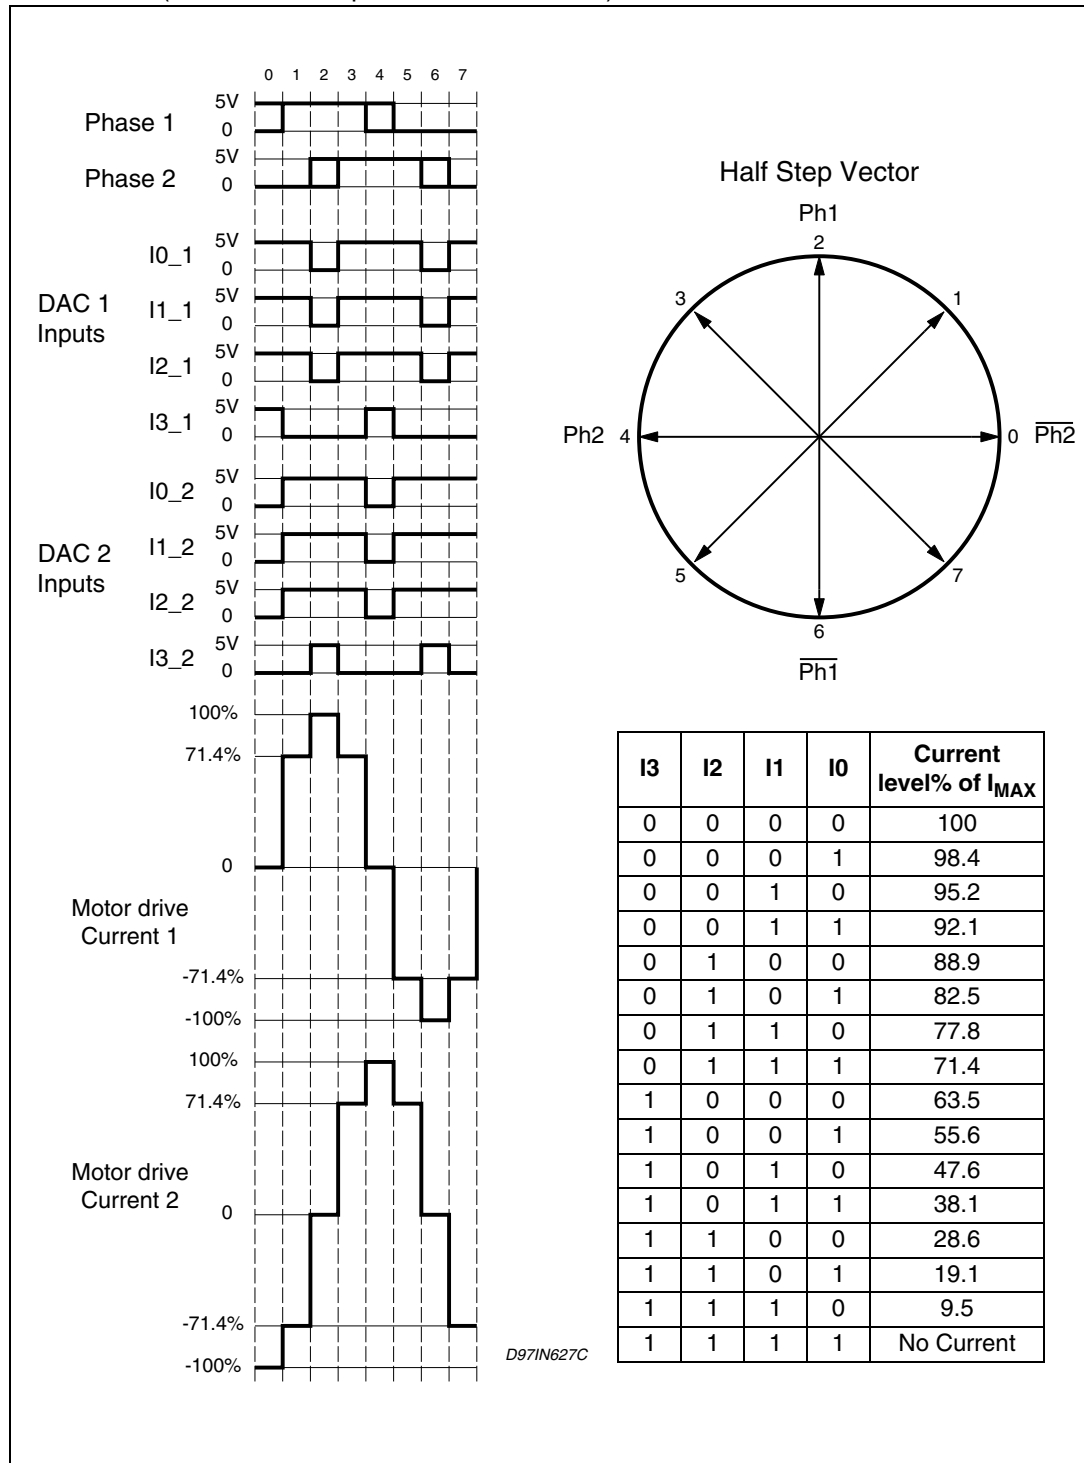 0 1 2 3 4 5 6 7
Phase 1
5V
0
Phase 2
5V
0
DAC 1
Inputs
I0_1
5V
0
I1_1
5V
0
I2_1
5V
0
I3_1
5V
0
DAC 2
Inputs
I0_2
5V
0
I1_2
5V
0
I2_2
5V
0
I3_2
5V
0
Motor drive
Current 1
100%
71.4%
0
-71.4%
-100%
Motor drive
Current 2
100%
71.4%
0
-71.4%
-100%
D97IN627C
Half Step Vector
Ph1
2
3
1
Ph2 4
0 P̅h̅2̅
5
7
6
P̅h̅1̅
I3 I2 I1 I0 Current level% of IMAX
0 0 0 0 100
0 0 0 1 98.4
0 0 1 0 95.2
0 0 1 1 92.1
0 1 0 0 88.9
0 1 0 1 82.5
0 1 1 0 77.8
0 1 1 1 71.4
1 0 0 0 63.5
1 0 0 1 55.6
1 0 1 0 47.6
1 0 1 1 38.1
1 1 0 0 28.6
1 1 0 1 19.1
1 1 1 0 9.5
1 1 1 1 No Current